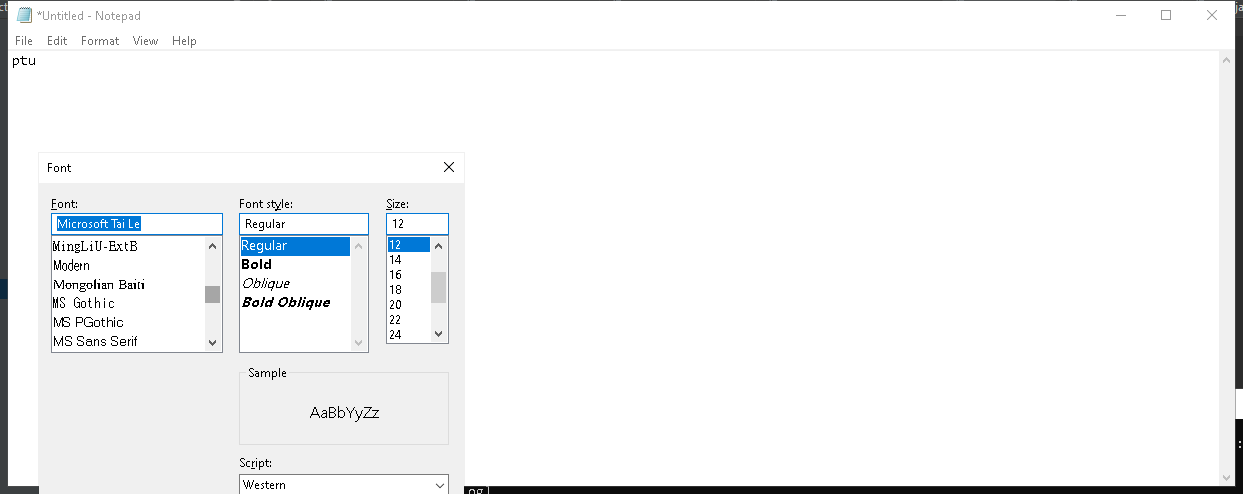 *Untitled - Notepad
File Edit Format View Help
ptu
Font
Font: Font style: Size:
Microsoft Tai Le Regular 12
MingLiU-ExtB Regular 12
Modern Bold 14
Mongolian Baiti Oblique 16
MS Gothic Bold Oblique 18
MS PGothic 20
MS Sans Serif 22
24
Sample
AaBbYyZz
Script:
Western